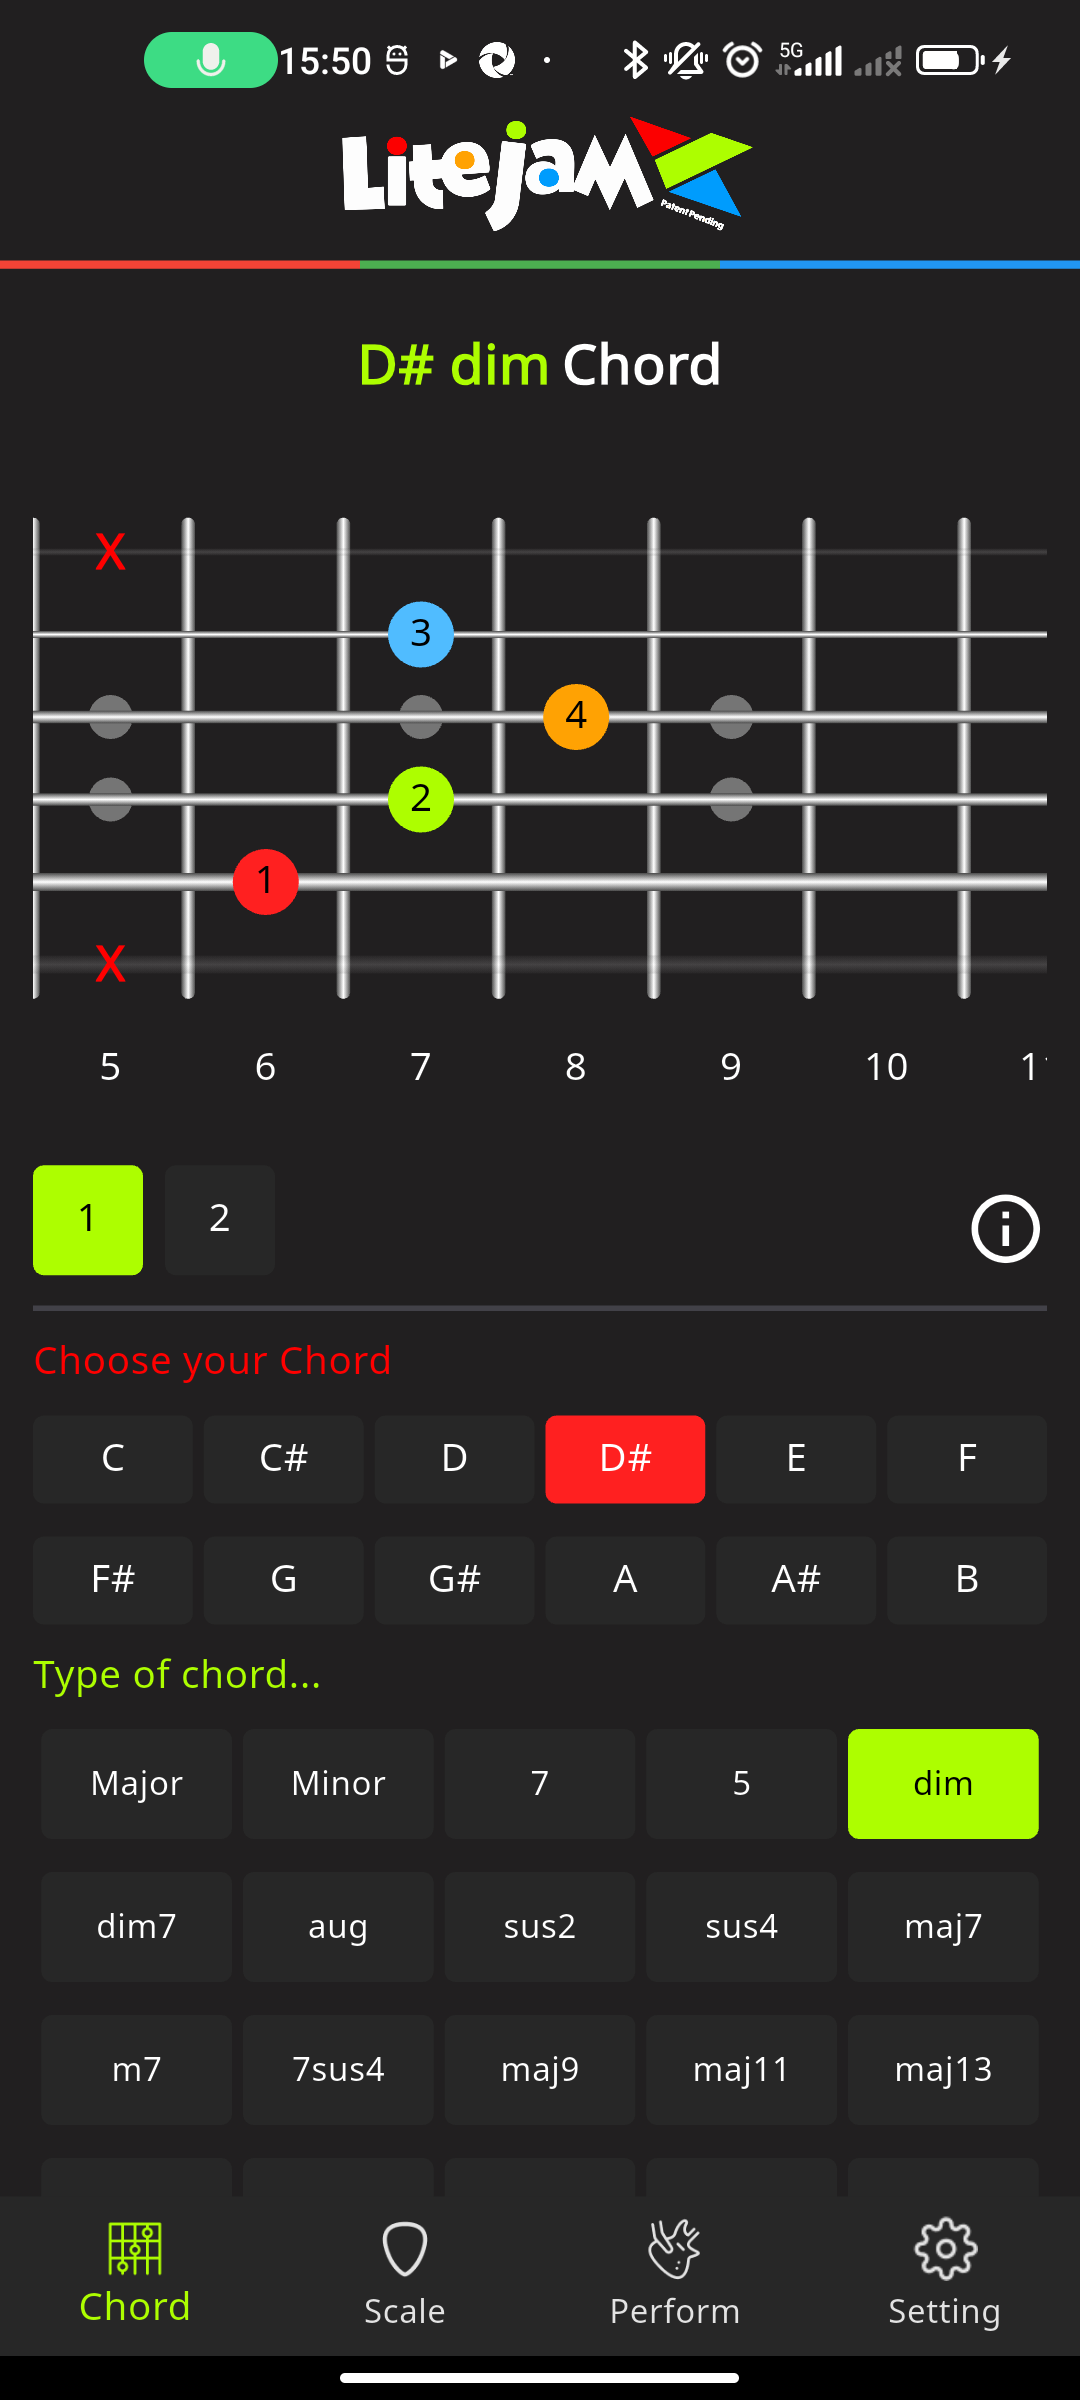 15:50 5G
Litejam
Patent Pending
D# dim Chord
X
3
4
2
1
X
5 6 7 8 9 10 11
1 2
Choose your Chord
C C# D D# E F
F# G G# A A# B
Type of chord...
Major Minor 7 5 dim
dim7 aug sus2 sus4 maj7
m7 7sus4 maj9 maj11 maj13
Chord Scale Perform Setting